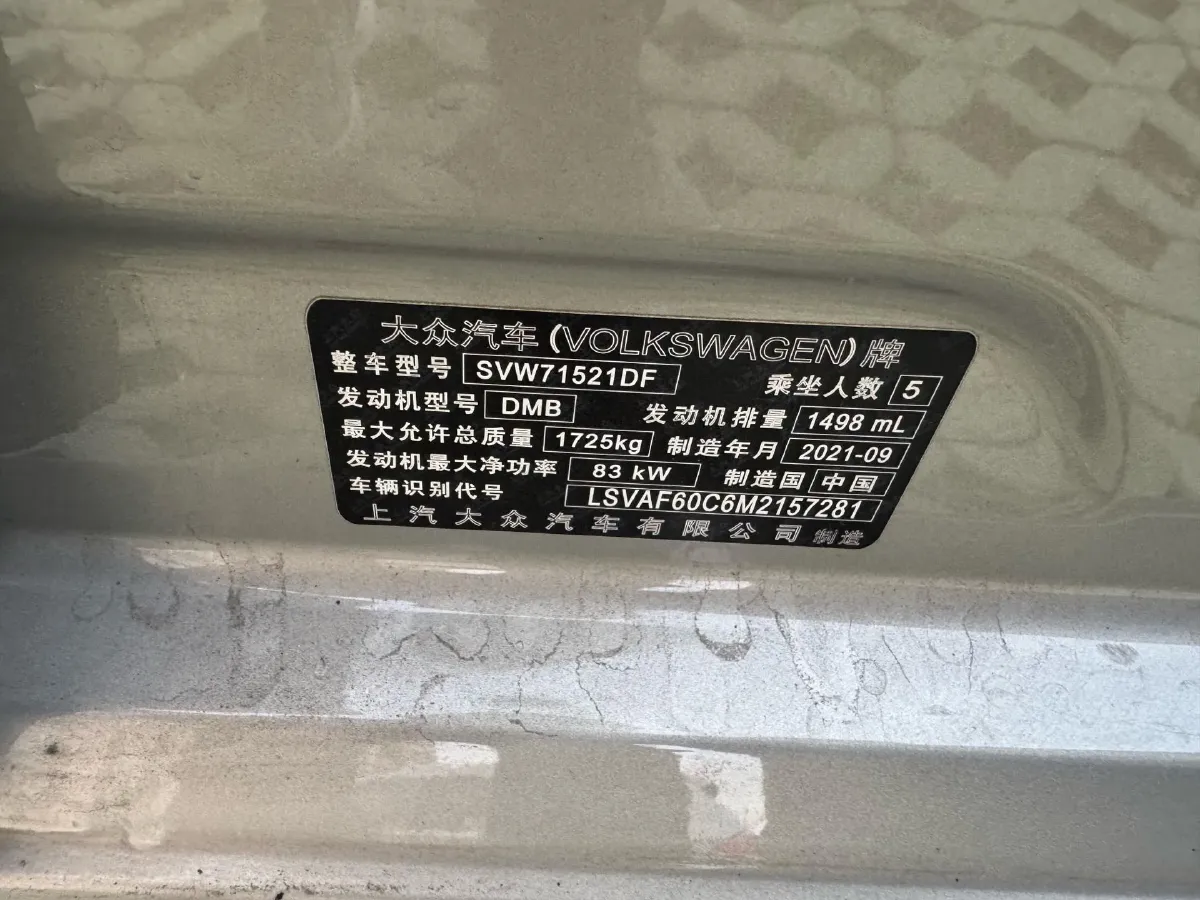 大众汽车(VOLKSWAGEN)牌
整车型号 SVW71521DF 乘坐人数 5
发动机型号 DMB 发动机排量 1498 mL
最大允许总质量 1725kg 制造年月 2021-09
发动机最大净功率 83 kW 制造国 中国
车辆识别代号 LSVAF60C6M2157281
上汽大众汽车有限公司 制造